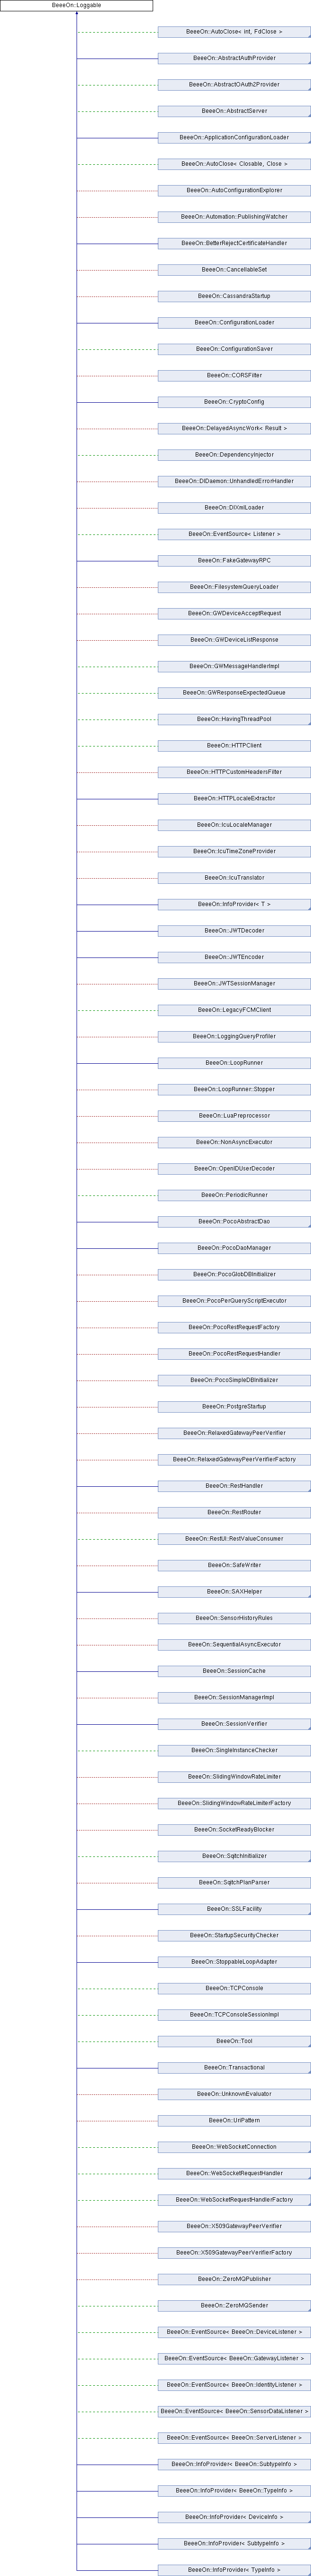 BeeeOn::Loggable
BeeeOn::AutoClose< int, FdClose >
BeeeOn::AbstractAuthProvider
BeeeOn::AbstractOAuth2Provider
BeeeOn::AbstractServer
BeeeOn::ApplicationConfigurationLoader
BeeeOn::AutoClose< Closable, Close >
BeeeOn::AutoConfigurationExplorer
BeeeOn::Automation::PublishingWatcher
BeeeOn::BetterRejectCertificateHandler
BeeeOn::CancellableSet
BeeeOn::CassandraStartup
BeeeOn::ConfigurationLoader
BeeeOn::ConfigurationSaver
BeeeOn::CORSFilter
BeeeOn::CryptoConfig
BeeeOn::DelayedAsyncWork< Result >
BeeeOn::DependencyInjector
BeeeOn::DIDaemon::UnhandledErrorHandler
BeeeOn::DIXmlLoader
BeeeOn::EventSource< Listener >
BeeeOn::FakeGatewayRPC
BeeeOn::FilesystemQueryLoader
BeeeOn::GWDeviceAcceptRequest
BeeeOn::GWDeviceListResponse
BeeeOn::GWMessageHandlerImpl
BeeeOn::GWResponseExpectedQueue
BeeeOn::HavingThreadPool
BeeeOn::HTTPClient
BeeeOn::HTTPCustomHeadersFilter
BeeeOn::HTTPLocaleExtractor
BeeeOn::IcuLocaleManager
BeeeOn::IcuTimeZoneProvider
BeeeOn::IcuTranslator
BeeeOn::InfoProvider< T >
BeeeOn::JWTDecoder
BeeeOn::JWTEncoder
BeeeOn::JWTSessionManager
BeeeOn::LegacyFCMClient
BeeeOn::LoggingQueryProfiler
BeeeOn::LoopRunner
BeeeOn::LoopRunner::Stopper
BeeeOn::LuaPreprocessor
BeeeOn::NonAsyncExecutor
BeeeOn::OpenIDUserDecoder
BeeeOn::PeriodicRunner
BeeeOn::PocoAbstractDao
BeeeOn::PocoDaoManager
BeeeOn::PocoGlobDBInitializer
BeeeOn::PocoPerQueryScriptExecutor
BeeeOn::PocoRestRequestFactory
BeeeOn::PocoRestRequestHandler
BeeeOn::PocoSimpleDBInitializer
BeeeOn::PostgreStartup
BeeeOn::RelaxedGatewayPeerVerifier
BeeeOn::RelaxedGatewayPeerVerifierFactory
BeeeOn::RestHandler
BeeeOn::RestRouter
BeeeOn::RestUI::RestValueConsumer
BeeeOn::SafeWriter
BeeeOn::SAXHelper
BeeeOn::SensorHistoryRules
BeeeOn::SequentialAsyncExecutor
BeeeOn::SessionCache
BeeeOn::SessionManagerImpl
BeeeOn::SessionVerifier
BeeeOn::SingleInstanceChecker
BeeeOn::SlidingWindowRateLimiter
BeeeOn::SlidingWindowRateLimiterFactory
BeeeOn::SocketReadyBlocker
BeeeOn::SqitchInitializer
BeeeOn::SqitchPlanParser
BeeeOn::SSLFacility
BeeeOn::StartupSecurityChecker
BeeeOn::StoppableLoopAdapter
BeeeOn::TCPConsole
BeeeOn::TCPConsoleSessionImpl
BeeeOn::Tool
BeeeOn::Transactional
BeeeOn::UnknownEvaluator
BeeeOn::UriPattern
BeeeOn::WebSocketConnection
BeeeOn::WebSocketRequestHandler
BeeeOn::WebSocketRequestHandlerFactory
BeeeOn::X509GatewayPeerVerifier
BeeeOn::X509GatewayPeerVerifierFactory
BeeeOn::ZeroMQPublisher
BeeeOn::ZeroMQSender
BeeeOn::EventSource< BeeeOn::DeviceListener >
BeeeOn::EventSource< BeeeOn::GatewayListener >
BeeeOn::EventSource< BeeeOn::IdentityListener >
BeeeOn::EventSource< BeeeOn::SensorDataListener >
BeeeOn::EventSource< BeeeOn::ServerListener >
BeeeOn::InfoProvider< BeeeOn::SubtypeInfo >
BeeeOn::InfoProvider< BeeeOn::TypeInfo >
BeeeOn::InfoProvider< DeviceInfo >
BeeeOn::InfoProvider< SubtypeInfo >
BeeeOn::InfoProvider< TypeInfo >